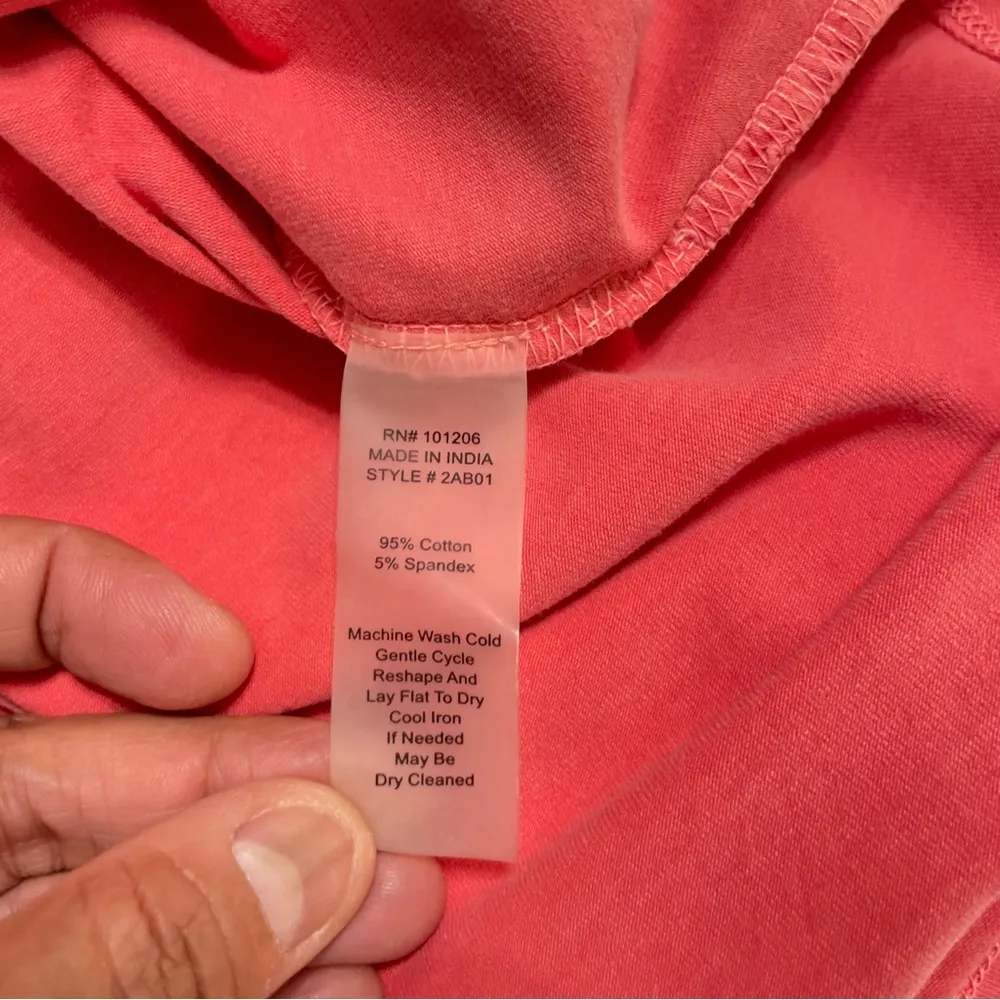 RN# 101206
MADE IN INDIA
STYLE # 2AB01
95% Cotton
5% Spandex
Machine Wash Cold
Gentle Cycle
Reshape And
Lay Flat To Dry
Cool Iron
If Needed
May Be
Dry Cleaned